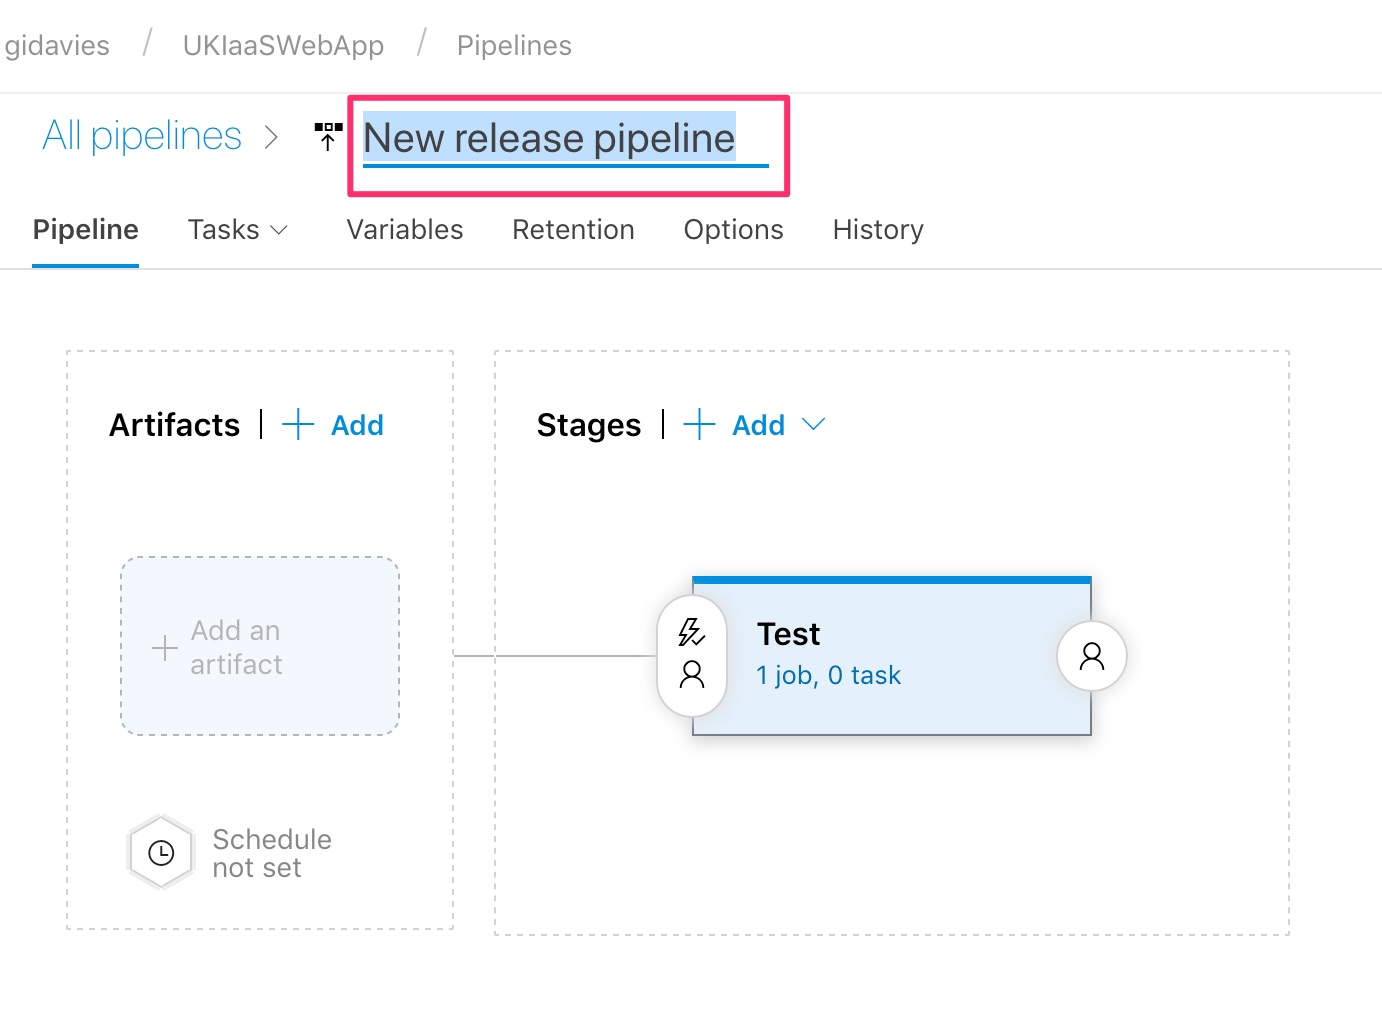 gidavies / UKIaaSWebApp / Pipelines
All pipelines > New release pipeline
Pipeline Tasks Variables Retention Options History
Artifacts | + Add
Stages | + Add
Add an
artifact
Test
1 job, 0 task
Schedule
not set